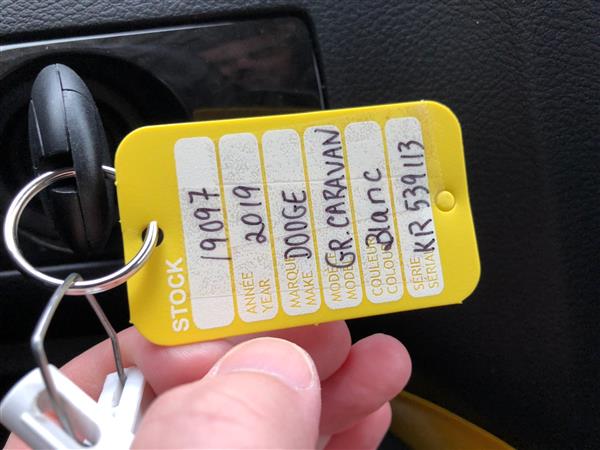 STOCK 19097
ANNÉE
YEAR 2019
MARQUE
MAKE DODGE
MODÈLE
MODEL GR. CARAVAN
COULEUR
COLOUR Blanc
SÉRIE
SERIAL KR 539113